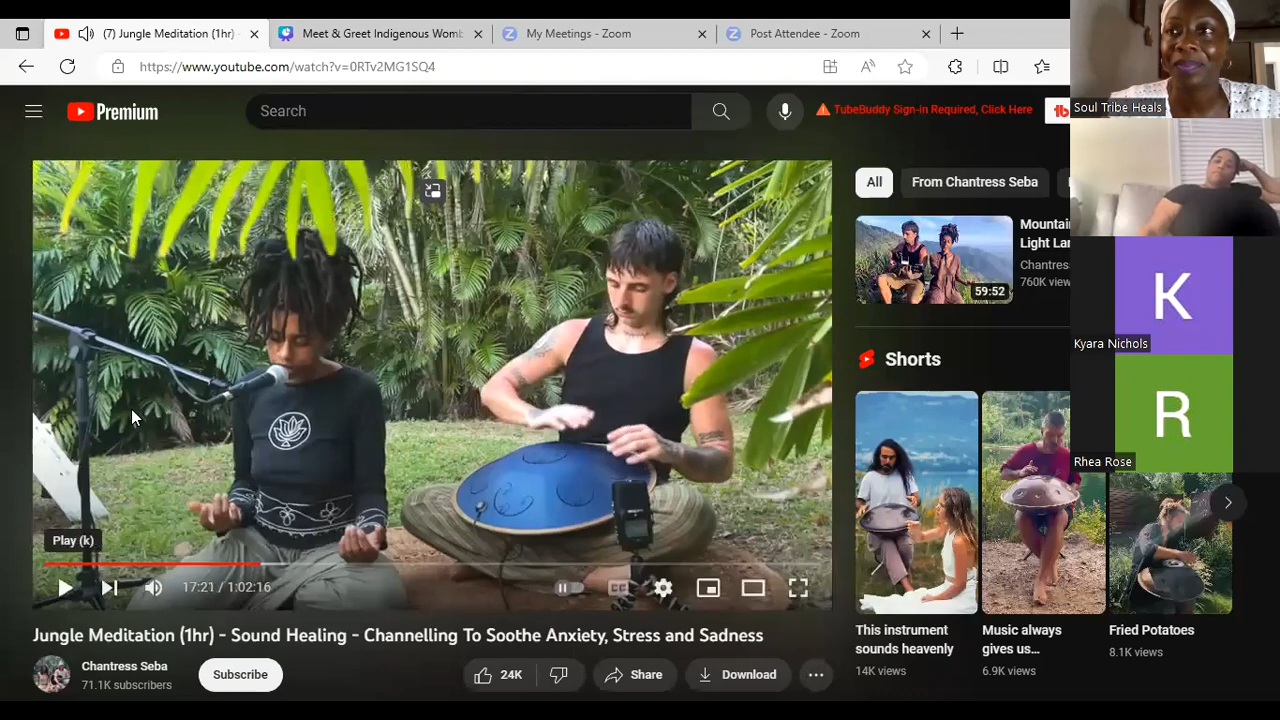 (7) Jungle Meditation (1hr) -
Meet & Greet Indigenous Womb
My Meetings - Zoom
Post Attendee - Zoom
https://www.youtube.com/watch?v=0RTv2MG1SQ4
Soul Tribe Heals
Premium
Search
TubeBuddy Sign-in Required, Click Here
tb
All
From Chantress Seba
Mountain
Light Lan
Chantres
760K view
59:52
K
Kyara Nichols
Shorts
R
Rhea Rose
Play (k)
17:21 / 1:02:16
CC
Jungle Meditation (1hr) - Sound Healing - Channelling To Soothe Anxiety, Stress and Sadness
Chantress Seba
71.1K subscribers
Subscribe
24K
Share
Download
This instrument
sounds heavenly
14K views
Music always
gives us...
6.9K views
Fried Potatoes
8.1K views